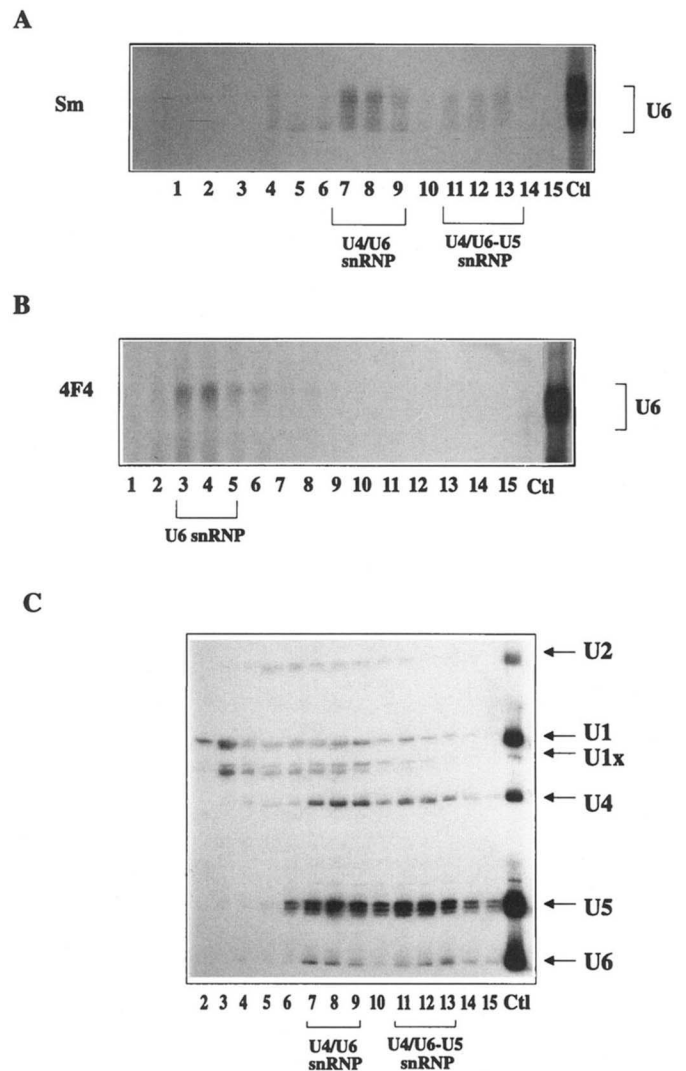 A
Sm
U6
1 2 3 4 5 6 7 8 9 10 11 12 13 14 15 Ctl
U4/U6 U4/U6-U5
snRNP snRNP
B
4F4
U6
1 2 3 4 5 6 7 8 9 10 11 12 13 14 15 Ctl
U6 snRNP
C
U2
U1
U1x
U4
U5
U6
2 3 4 5 6 7 8 9 10 11 12 13 14 15 Ctl
U4/U6 U4/U6-U5
snRNP snRNP